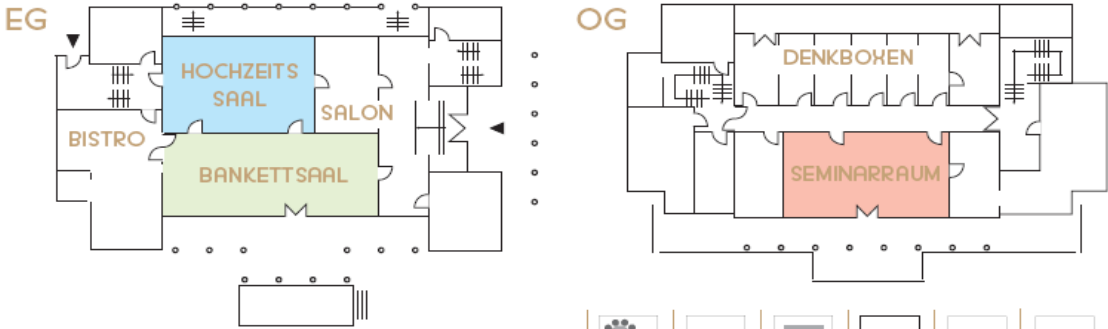 EG
HOCHZEITS
SAAL
SALON
BISTRO
BANKETTSAAL
OG
DENKBOXEN
SEMINARRAUM